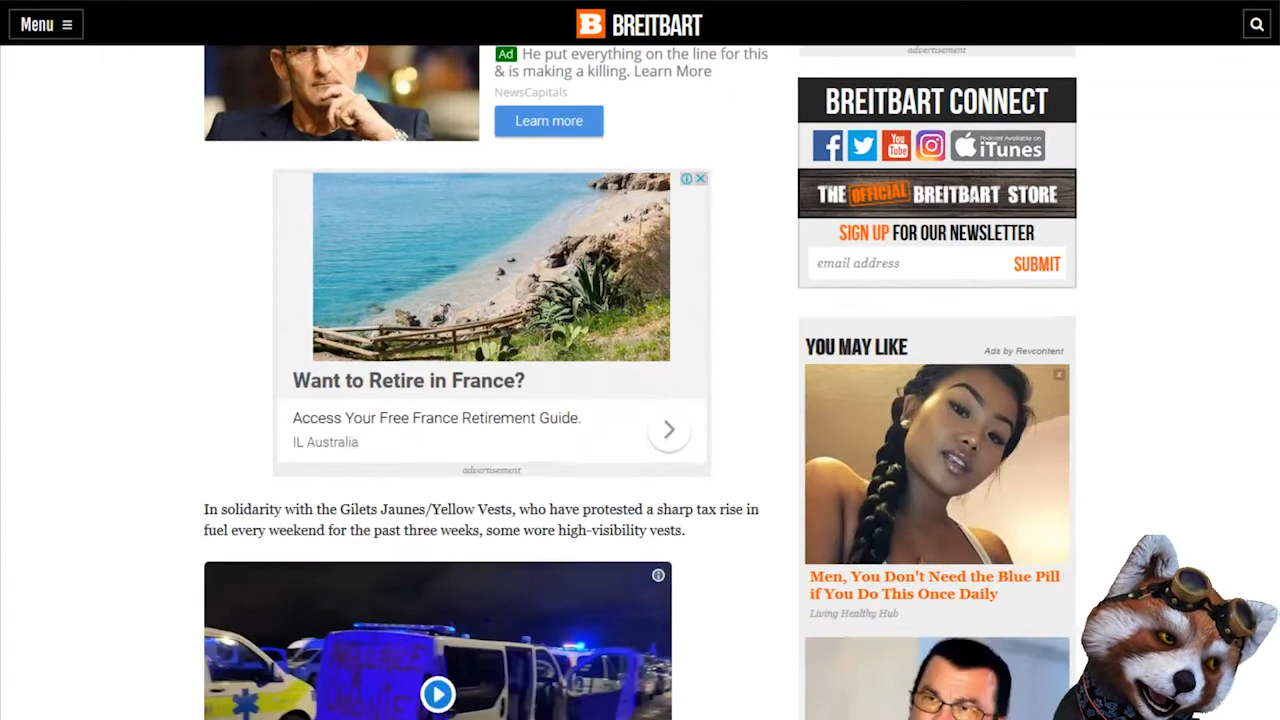 Menu
B BREITBART
Ad He put everything on the line for this
& is making a killing. Learn More
NewsCapitals
Learn more
Want to Retire in France?
Access Your Free France Retirement Guide.
IL Australia
advertisement
In solidarity with the Gilets Jaunes/Yellow Vests, who have protested a sharp tax rise in
fuel every weekend for the past three weeks, some wore high-visibility vests.
advertisement
BREITBART CONNECT
You Tube
Podcast Available on
iTunes
THE OFFICIAL BREITBART STORE
SIGN UP FOR OUR NEWSLETTER
email address SUBMIT
YOU MAY LIKE
Ads by Revcontent
Men, You Don't Need the Blue Pill
if You Do This Once Daily
Living Healthy Hub